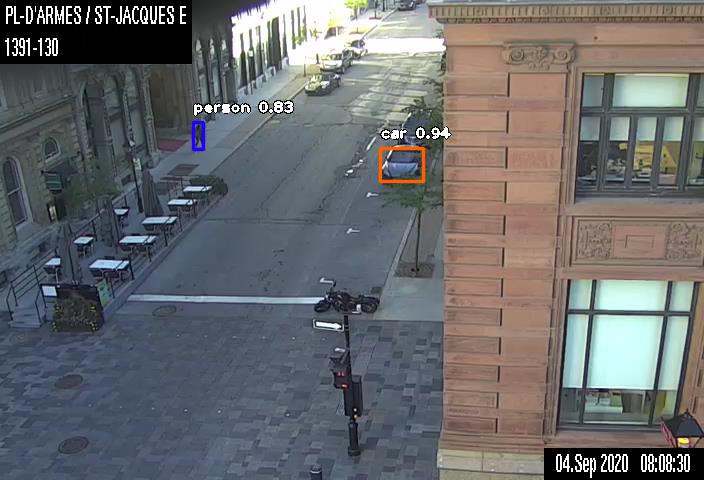 PL-D'ARMES / ST-JACQUES E
1391-130
person 0.83
car 0.94
04.Sep 2020 08:08:30